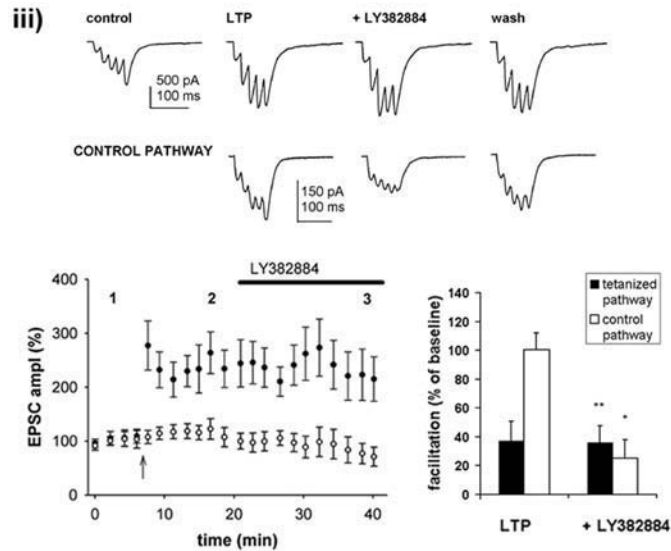 iii)
control
LTP
+ LY382884
wash
500 pA
100 ms
CONTROL PATHWAY
150 pA
100 ms
LY382884
1
2
3
400
300
200
100
0
EPSC ampl (%)
0
10
20
30
40
time (min)
tetanized
pathway
control
pathway
140
120
100
80
60
40
20
0
facilitation (% of baseline)
**
*
LTP
+ LY382884